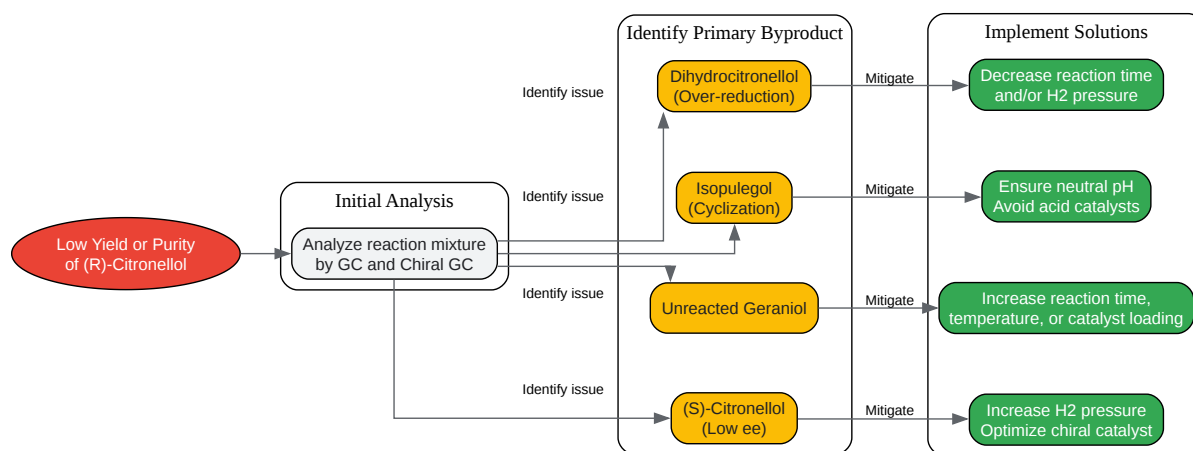 Identify Primary Byproduct
Implement Solutions
Identify issue
Dihydrocitronellol
(Over-reduction)
Mitigate
Decrease reaction time
and/or H2 pressure
Initial Analysis
Identify issue
Isopulegol
(Cyclization)
Mitigate
Ensure neutral pH
Avoid acid catalysts
Low Yield or Purity
of (R)-Citronellol
Analyze reaction mixture
by GC and Chiral GC
Identify issue
Unreacted Geraniol
Mitigate
Increase reaction time,
temperature, or catalyst loading
Identify issue
(S)-Citronellol
(Low ee)
Mitigate
Increase H2 pressure
Optimize chiral catalyst